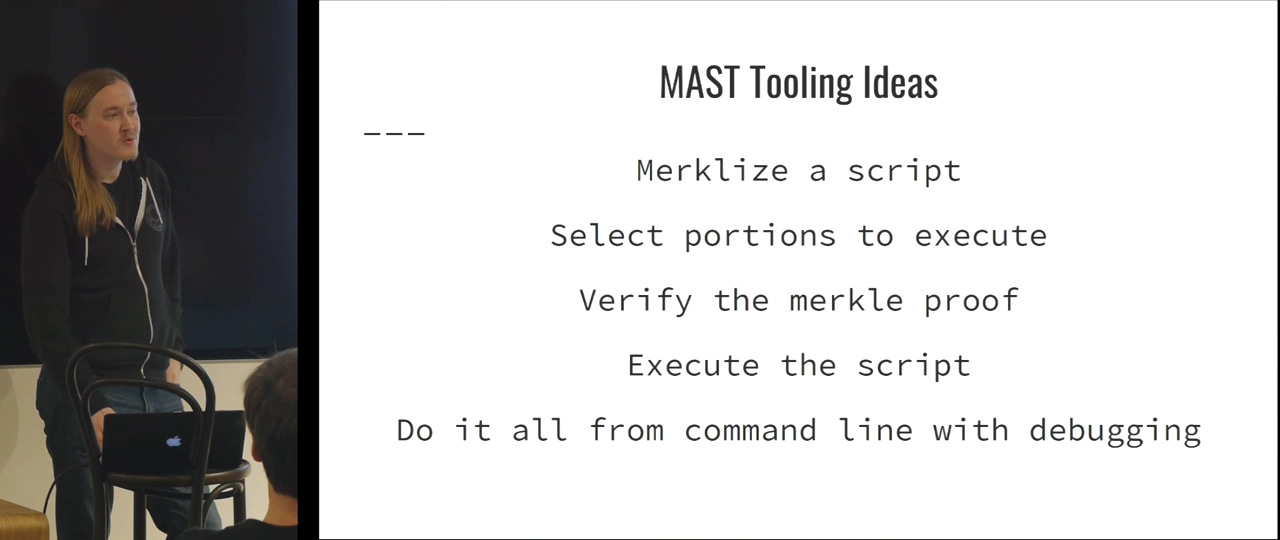 MAST Tooling Ideas
---
Merklize a script
Select portions to execute
Verify the merkle proof
Execute the script
Do it all from command line with debugging